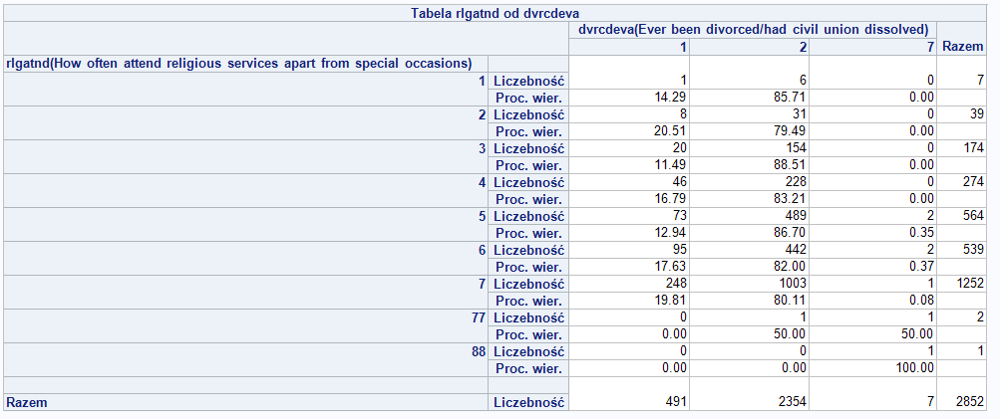 Tabela rlgatnd od dvrcdeva
dvrcdeva(Ever been divorced/had civil union dissolved)
1 2 7 Razem
rlgatnd(How often attend religious services apart from special occasions)
1 Liczebność 1 6 0 7
Proc. wier. 14.29 85.71 0.00
2 Liczebność 8 31 0 39
Proc. wier. 20.51 79.49 0.00
3 Liczebność 20 154 0 174
Proc. wier. 11.49 88.51 0.00
4 Liczebność 46 228 0 274
Proc. wier. 16.79 83.21 0.00
5 Liczebność 73 489 2 564
Proc. wier. 12.94 86.70 0.35
6 Liczebność 95 442 2 539
Proc. wier. 17.63 82.00 0.37
7 Liczebność 248 1003 1 1252
Proc. wier. 19.81 80.11 0.08
77 Liczebność 0 1 1 2
Proc. wier. 0.00 50.00 50.00
88 Liczebność 0 0 1 1
Proc. wier. 0.00 0.00 100.00
Razem Liczebność 491 2354 7 2852